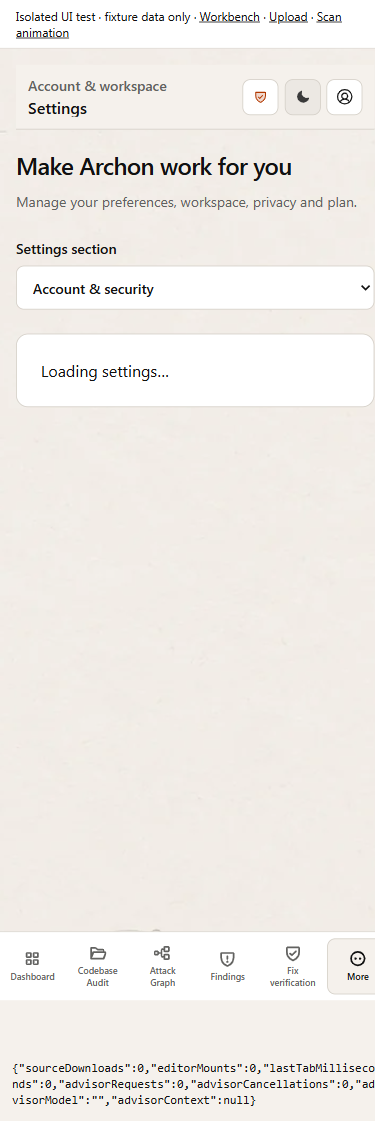 Isolated UI test · fixture data only · Workbench · Upload · Scan
animation
Account & workspace
Settings
Make Archon work for you
Manage your preferences, workspace, privacy and plan.
Settings section
Account & security
Loading settings...
Dashboard
Codebase
Audit
Attack
Graph
Findings
Fix
verification
More
{"sourceDownloads":0,"editorMounts":0,"lastTabMilliseco
nds":0,"advisorRequests":0,"advisorCancellations":0,"ad
visorModel":"","advisorContext":null}